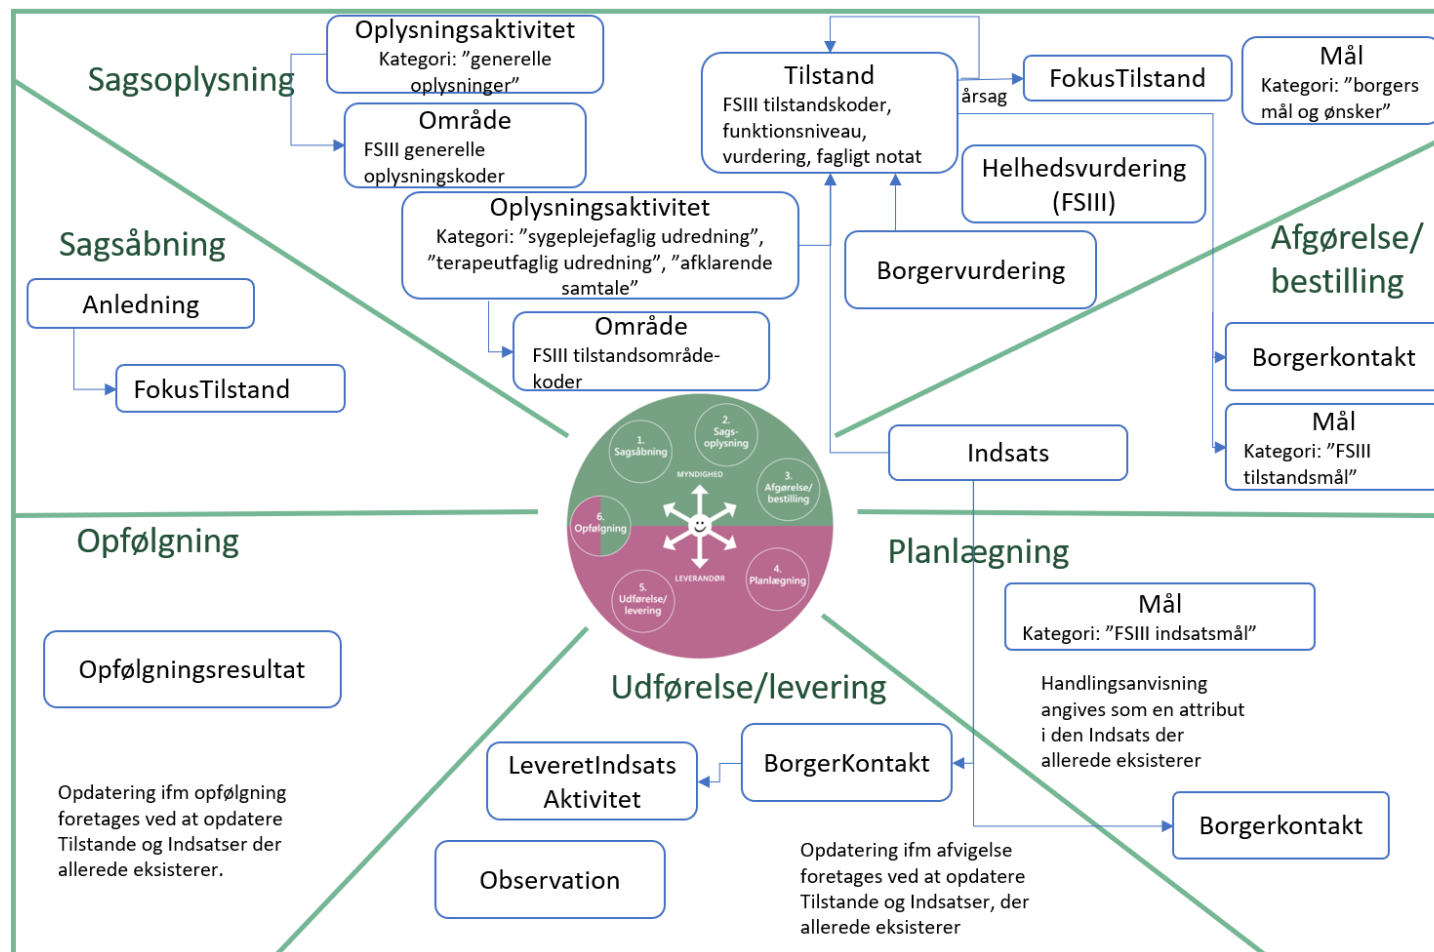 Sagsoplysning
Oplysningsaktivitet
Kategori: ”generelle
oplysninger”
Område
FSIII generelle
oplysningskoder
Oplysningsaktivitet
Kategori: ”sygeplejefaglig udredning”,
”terapeutfaglig udredning”, ”afklarende
samtale”
Område
FSIII tilstandsområde-
koder
Tilstand
FSIII tilstandskoder,
funktionsniveau,
vurdering, fagligt notat
årsag
FokusTilstand
Mål
Kategori: ”borgers
mål og ønsker”
Helhedsvurdering
(FSIII)
Borgervurdering
Sagsåbning
Anledning
FokusTilstand
Afgørelse/
bestilling
Borgerkontakt
Mål
Kategori: ”FSIII
tilstandsmål”
Indsats
1.
Sagsåbning
2.
Sags-
oplysning
3.
Afgørelse/
bestilling
MYNDIGHED
6.
Opfølgning
LEVERANDØR
4.
Planlægning
5.
Udførelse/
levering
Opfølgning
Opfølgningsresultat
Opdatering ifm opfølgning
foretages ved at opdatere
Tilstande og Indsatser der
allerede eksisterer.
Planlægning
Mål
Kategori: ”FSIII indsatsmål”
Handlingsanvisning
angives som en attribut
i den Indsats der
allerede eksisterer
Borgerkontakt
Udførelse/levering
LeveretIndsats
Aktivitet
BorgerKontakt
Observation
Opdatering ifm afvigelse
foretages ved at opdatere
Tilstande og Indsatser, der
allerede eksisterer